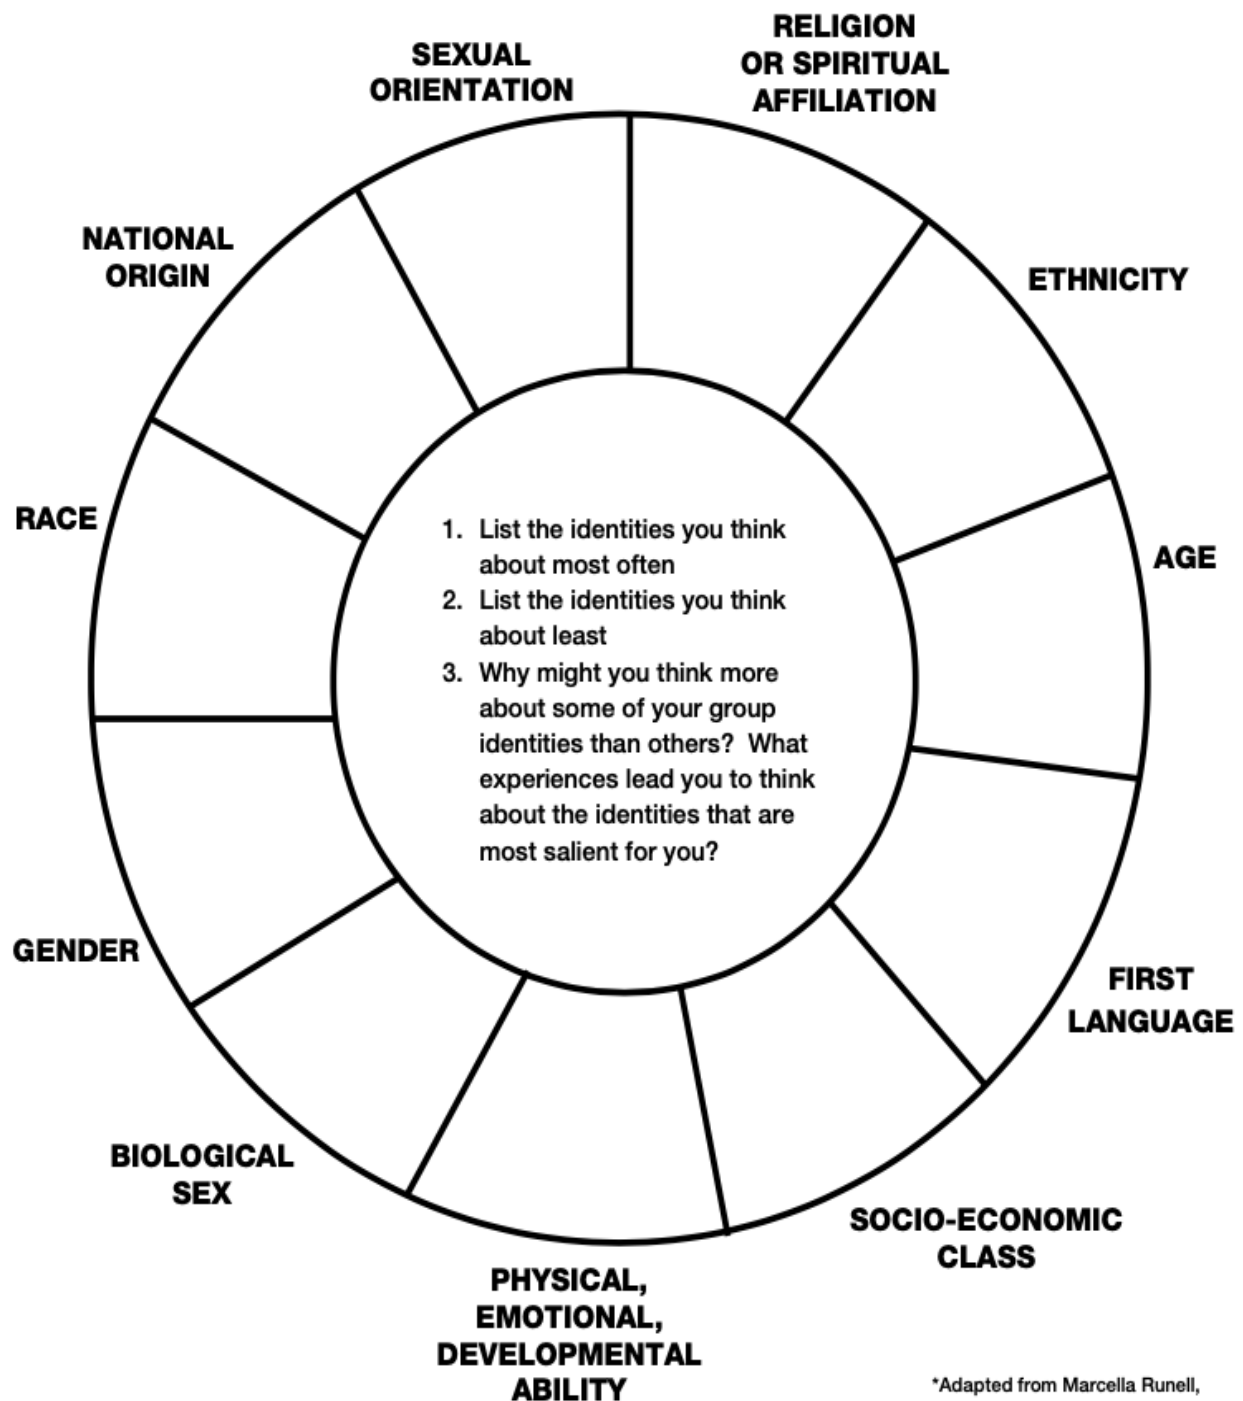 SEXUAL
ORIENTATION
RELIGION
OR SPIRITUAL
AFFILIATION
NATIONAL
ORIGIN
ETHNICITY
RACE
AGE
1. List the identities you think
about most often
2. List the identities you think
about least
3. Why might you think more
about some of your group
identities than others? What
experiences lead you to think
about the identities that are
most salient for you?
GENDER
FIRST
LANGUAGE
BIOLOGICAL
SEX
SOCIO-ECONOMIC
CLASS
PHYSICAL,
EMOTIONAL,
DEVELOPMENTAL
ABILITY
*Adapted from Marcella Runell,